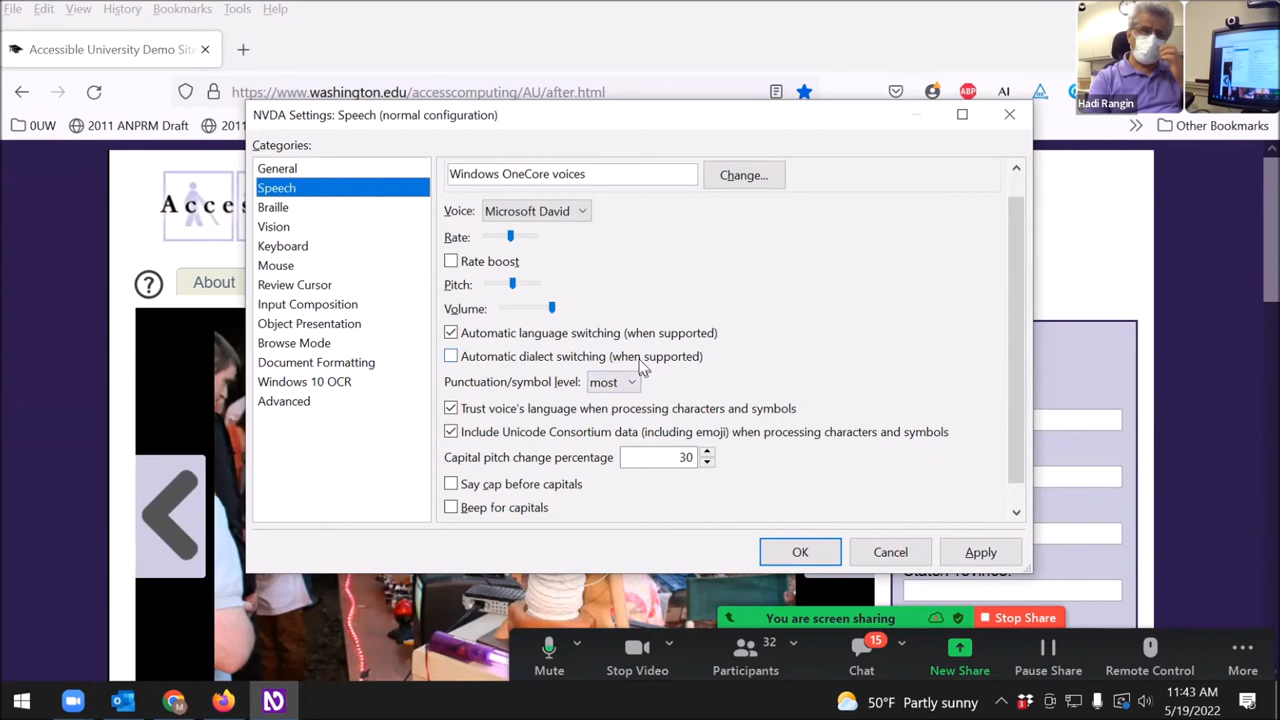 File Edit View History Bookmarks Tools Help
Accessible University Demo Sit
https://www.washington.edu/accesscomputing/AU/after.html
ABP
AI
0UW 2011 ANPRM Draft 201 Other Bookmarks
Hadi Rangin
NVDA Settings: Speech (normal configuration)
Categories:
General
Speech
Braille
Vision
Keyboard
Mouse
Review Cursor
Input Composition
Object Presentation
Browse Mode
Document Formatting
Windows 10 OCR
Advanced
Windows OneCore voices Change...
Voice: Microsoft David
Rate:
Rate boost
Pitch:
Volume:
Automatic language switching (when supported)
Automatic dialect switching (when supported)
Punctuation/symbol level: most
Trust voice's language when processing characters and symbols
Include Unicode Consortium data (including emoji) when processing characters and symbols
Capital pitch change percentage 30
Say cap before capitals
Beep for capitals
OK Cancel Apply
Acce
? About
State/Province:
You are screen sharing Stop Share
32 15
Mute Stop Video Participants Chat New Share Pause Share Remote Control More
50°F Partly sunny
11:43 AM
5/19/2022